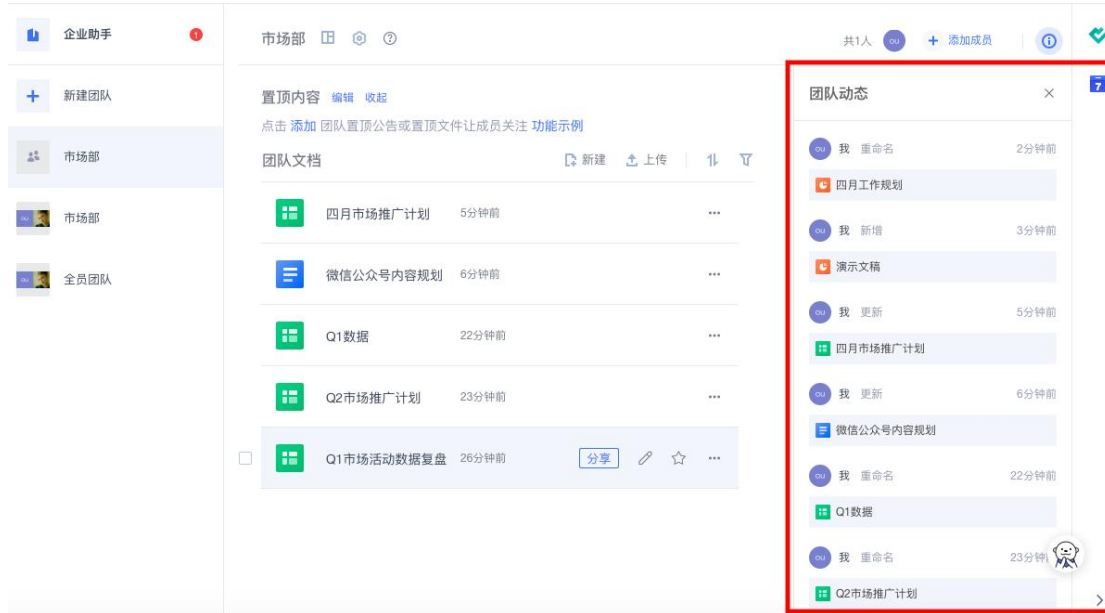 企业助手 1
新建团队
市场部
市场部
全员团队
市场部
共1人 ou + 添加成员
置顶内容 编辑 收起
点击 添加 团队置顶公告或置顶文件让成员关注 功能示例
团队文档 新建 上传
四月市场推广计划 5分钟前
微信公众号内容规划 6分钟前
Q1数据 22分钟前
Q2市场推广计划 23分钟前
Q1市场活动数据复盘 26分钟前 分享
团队动态
ou 我 重命名 2分钟前
四月工作规划
ou 我 新增 3分钟前
演示文稿
ou 我 更新 5分钟前
四月市场推广计划
ou 我 更新 6分钟前
微信公众号内容规划
ou 我 重命名 22分钟前
Q1数据
ou 我 重命名 23分钟
Q2市场推广计划
7